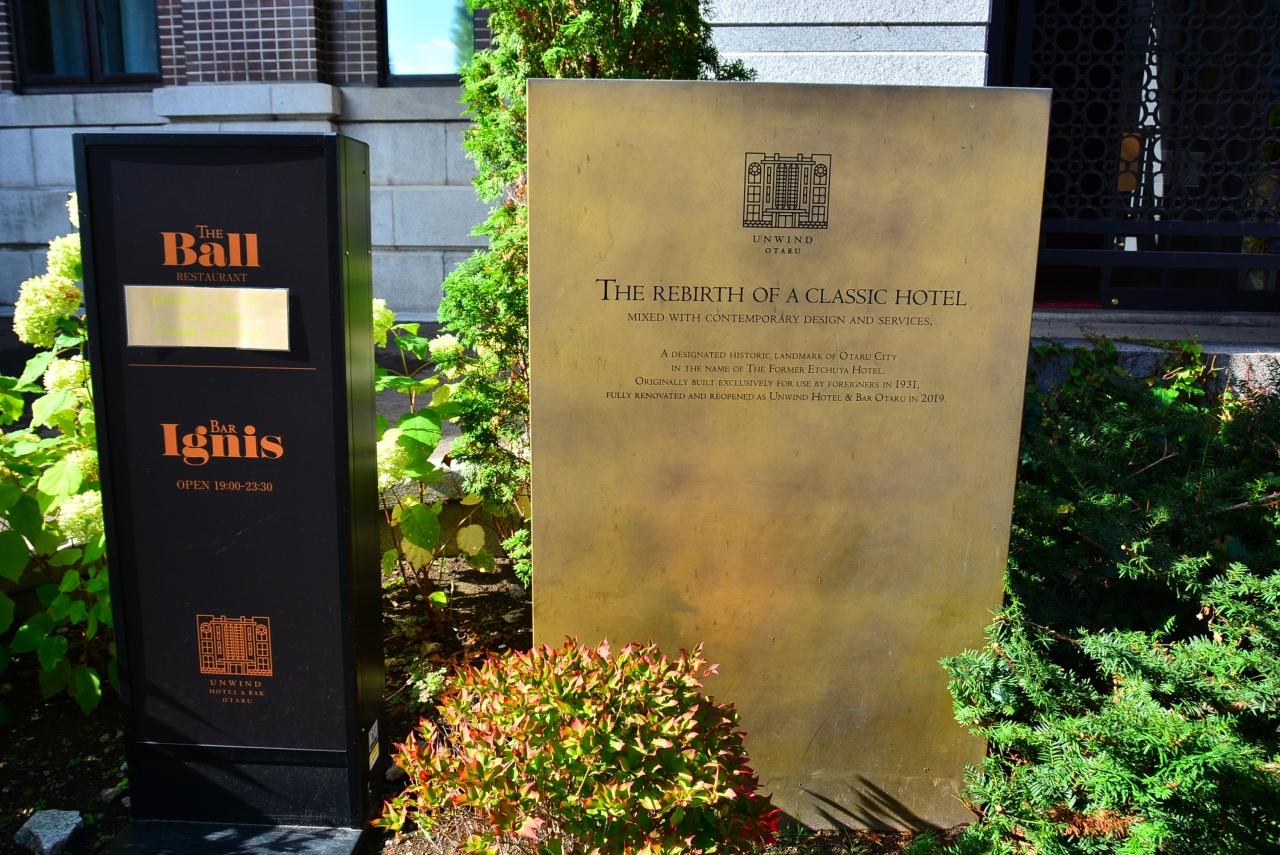 THE
Ball
RESTAURANT
BAR
Ignis
OPEN 19:00-23:30
UNWIND
HOTEL & BAR
OTARU
UNWIND
OTARU
THE REBIRTH OF A CLASSIC HOTEL
MIXED WITH CONTEMPORARY DESIGN AND SERVICES,
A DESIGNATED HISTORIC LANDMARK OF OTARU CITY
IN THE NAME OF THE FORMER ETCHUYA HOTEL.
ORIGINALLY BUILT EXCLUSIVELY FOR USE BY FOREIGNERS IN 1931,
FULLY RENOVATED AND REOPENED AS UNWIND HOTEL & BAR OTARU IN 2019.